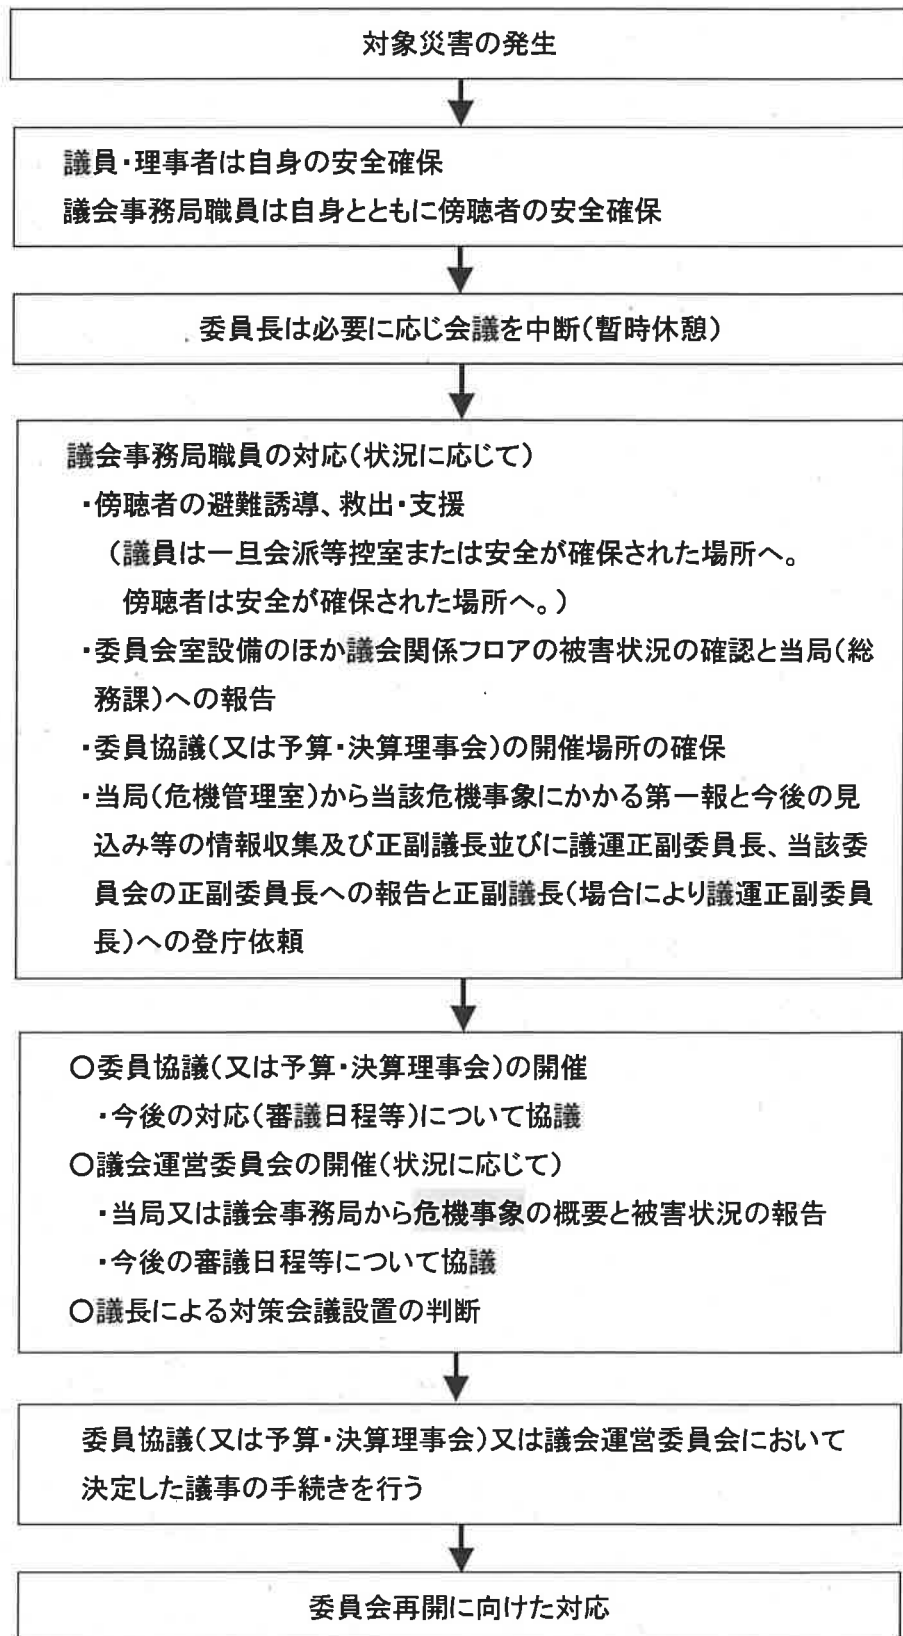 対象災害の発生
議員・理事者は自身の安全確保
議会事務局職員は自身とともに傍聴者の安全確保
委員長は必要に応じ会議を中断(暫時休憩)
議会事務局職員の対応(状況に応じて)
・傍聴者の避難誘導、救出・支援
(議員は一旦会派等控室または安全が確保された場所へ。
傍聴者は安全が確保された場所へ。)
・委員会室設備のほか議会関係フロアの被害状況の確認と当局(総
務課)への報告
・委員協議(又は予算・決算理事会)の開催場所の確保
・当局(危機管理室)から当該危機事象にかかる第一報と今後の見
込み等の情報収集及び正副議長並びに議運正副委員長、当該委
員会の正副委員長への報告と正副議長(場合により議運正副委員
長)への登庁依頼
〇委員協議(又は予算・決算理事会)の開催
・今後の対応(審議日程等)について協議
〇議会運営委員会の開催(状況に応じて)
・当局又は議会事務局から危機事象の概要と被害状況の報告
・今後の審議日程等について協議
〇議長による対策会議設置の判断
委員協議(又は予算・決算理事会)又は議会運営委員会において
決定した議事の手続きを行う
委員会再開に向けた対応